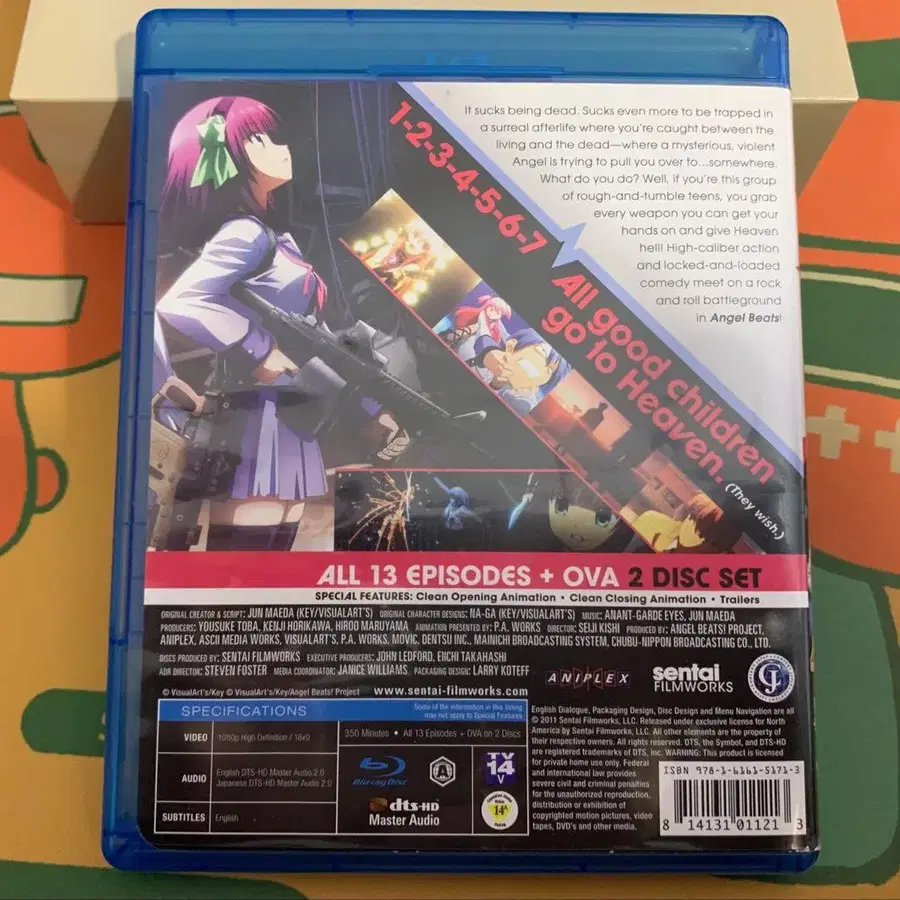 It sucks being dead. Sucks even more to be trapped in
a surreal afterlife where you're caught between the
living and the dead—where a mysterious, violent
Angel is trying to pull you over to...somewhere.
What do you do? Well, if you're this group
of rough-and-tumble teens, you grab
every weapon you can get your
hands on and give Heaven
hell! High-caliber action
and locked-and-loaded
comedy meet on a rock
and roll battleground
in Angel Beats!
1-2-3-4-5-6-7
All good children
go to Heaven.
(They wish.)
ALL 13 EPISODES + OVA 2 DISC SET
SPECIAL FEATURES: Clean Opening Animation • Clean Closing Animation • Trailers
ORIGINAL CREATOR & SCRIPT: JUN MAEDA (KEY/VISUALART'S) ORIGINAL CHARACTER DESIGNS: NA-GA (KEY/VISUALART'S) MUSIC: ANANT-GARDE EYES, JUN MAEDA
PRODUCERS: YOUSUKE TOBA, KENJI HORIKAWA, HIROO MARUYAMA ANIMATION PRESENTED BY: P.A. WORKS DIRECTOR: SEIJI KISHI PRODUCED BY: ANGEL BEATS! PROJECT,
ANIPLEX, ASCII MEDIA WORKS, VISUALART'S, P.A. WORKS, MOVIC, DENTSU INC., MAINICHI BROADCASTING SYSTEM, CHUBU-NIPPON BROADCASTING CO., LTD.
DISCS PRODUCED BY: SENTAI FILMWORKS EXECUTIVE PRODUCERS: JOHN LEDFORD, EIICHI TAKAHASHI
ADR DIRECTOR: STEVEN FOSTER MEDIA COORDINATOR: JANICE WILLIAMS PACKAGING DESIGN: LARRY KOTEFF
ANIPLEX
sentai
FILMWORKS
© VisualArt's/Key © VisualArt's/Key/Angel Beats! Project www.sentai-filmworks.com
SPECIFICATIONS
Some of the information in this listing
may not apply to Special Features
VIDEO 1080p High Definition / 16x9
AUDIO English DTS-HD Master Audio 2.0
Japanese DTS-HD Master Audio 2.0
SUBTITLES English
350 Minutes • All 13 Episodes + OVA on 2 Discs
Blu-ray Disc
A
TV
14
V
dts-HD
Master Audio
14A
English Dialogue, Packaging Design, Disc Design and Menu Navigation are all
© 2011 Sentai Filmworks, LLC. Released under exclusive license for North
America by Sentai Filmworks, LLC. All other elements are the property of
their respective owners. All rights reserved. DTS, the Symbol, and DTS-HD
are registered trademarks of DTS, Inc. WARNING: This product is licensed
for private home use only. Federal
and international law provides
severe civil and criminal penalties
for the unauthorized reproduction,
distribution or exhibition of
copyrighted motion pictures, video
tapes, DVD's and other media.
ISBN 978-1-6161-5171-3
8 14131 01121 3